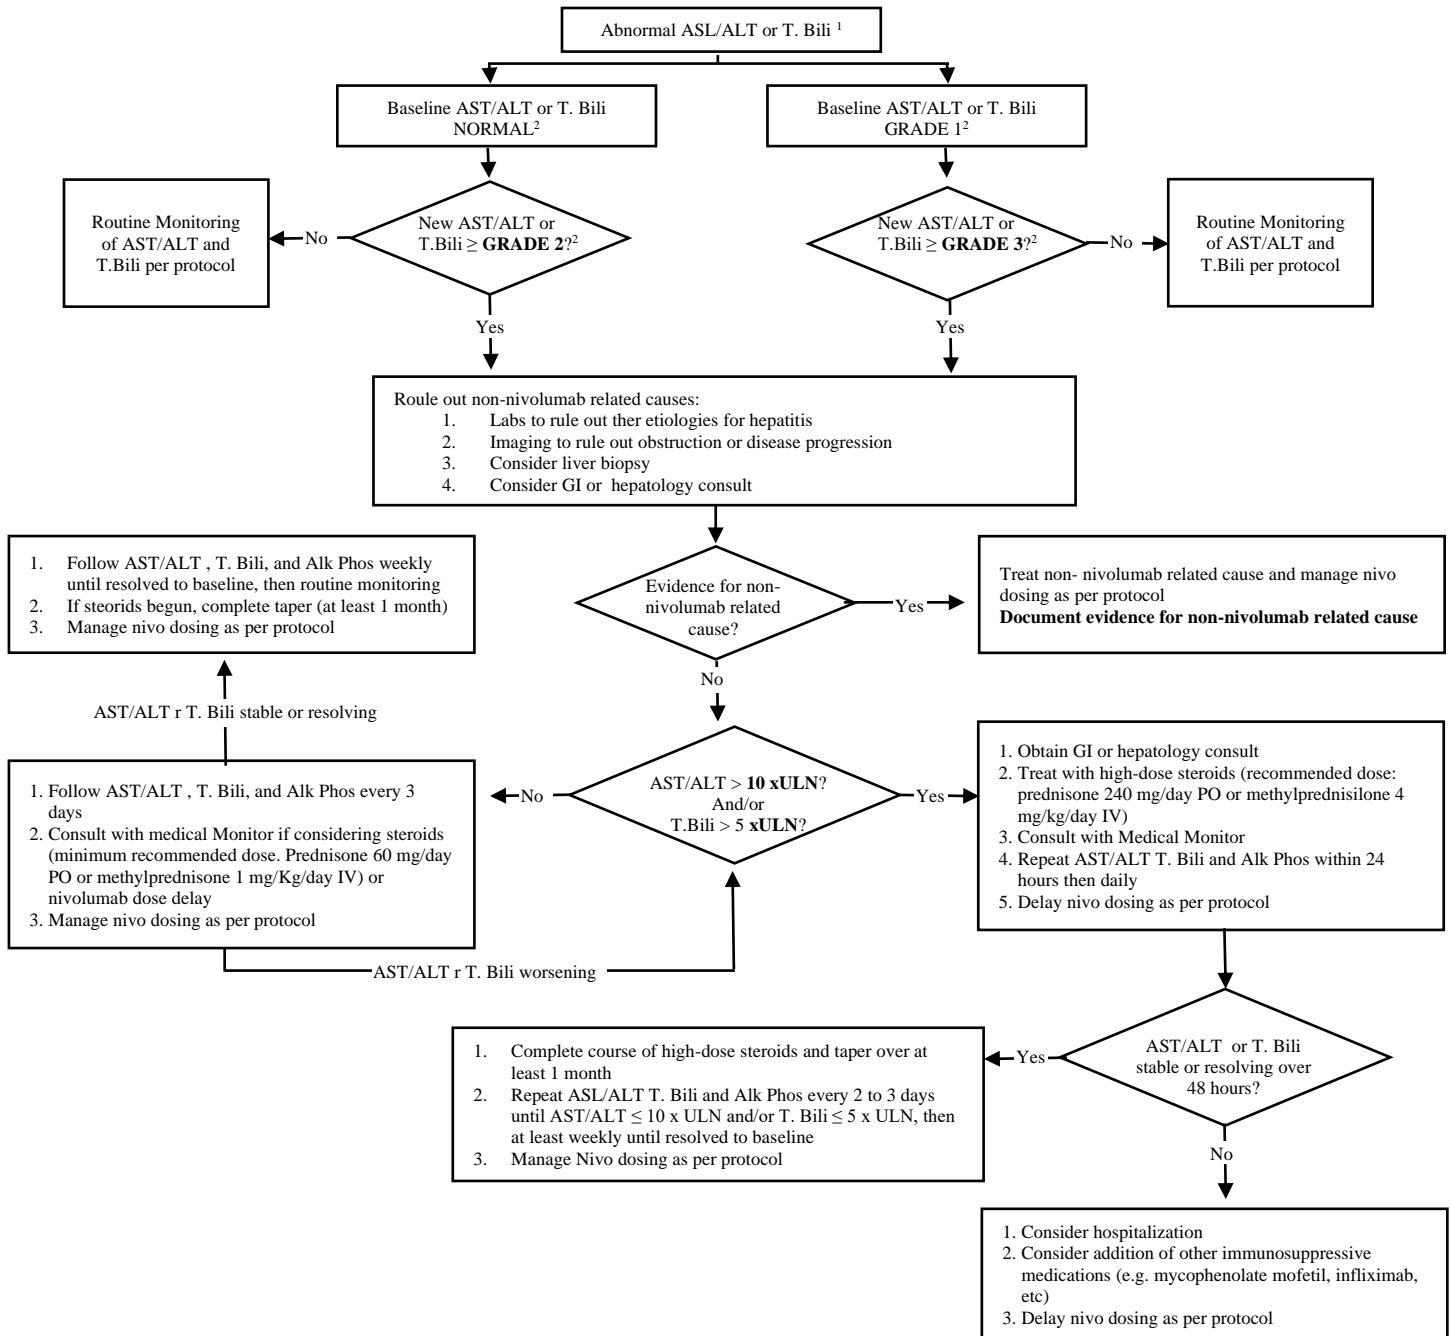 Abnormal ASL/ALT or T. Bili 1
Baseline AST/ALT or T. Bili
NORMAL2
Baseline AST/ALT or T. Bili
GRADE 12
Routine Monitoring
of AST/ALT and
T.Bili per protocol
No
New AST/ALT or
T.Bili ≥ GRADE 2?2
New AST/ALT or
T.Bili ≥ GRADE 3?2
No
Routine Monitoring
of AST/ALT and
T.Bili per protocol
Yes
Yes
Roule out non-nivolumab related causes:
1. Labs to rule out ther etiologies for hepatitis
2. Imaging to rule out obstruction or disease progression
3. Consider liver biopsy
4. Consider GI or hepatology consult
1. Follow AST/ALT , T. Bili, and Alk Phos weekly
until resolved to baseline, then routine monitoring
2. If steorids begun, complete taper (at least 1 month)
3. Manage nivo dosing as per protocol
Evidence for non-
nivolumab related
cause?
Yes
Treat non- nivolumab related cause and manage nivo
dosing as per protocol
Document evidence for non-nivolumab related cause
No
AST/ALT r T. Bili stable or resolving
1. Follow AST/ALT , T. Bili, and Alk Phos every 3
days
2. Consult with medical Monitor if considering steroids
(minimum recommended dose. Prednisone 60 mg/day
PO or methylprednisone 1 mg/Kg/day IV) or
nivolumab dose delay
3. Manage nivo dosing as per protocol
No
AST/ALT > 10 xULN?
And/or
T.Bili > 5 xULN?
Yes
1. Obtain GI or hepatology consult
2. Treat with high-dose steroids (recommended dose:
prednisone 240 mg/day PO or methylprednisilone 4
mg/kg/day IV)
3. Consult with Medical Monitor
4. Repeat AST/ALT T. Bili and Alk Phos within 24
hours then daily
5. Delay nivo dosing as per protocol
AST/ALT r T. Bili worsening
1. Complete course of high-dose steroids and taper over at
least 1 month
2. Repeat ASL/ALT T. Bili and Alk Phos every 2 to 3 days
until AST/ALT ≤ 10 x ULN and/or T. Bili ≤ 5 x ULN, then
at least weekly until resolved to baseline
3. Manage Nivo dosing as per protocol
Yes
AST/ALT or T. Bili
stable or resolving over
48 hours?
No
1. Consider hospitalization
2. Consider addition of other immunosuppressive
medications (e.g. mycophenolate mofetil, infliximab,
etc)
3. Delay nivo dosing as per protocol